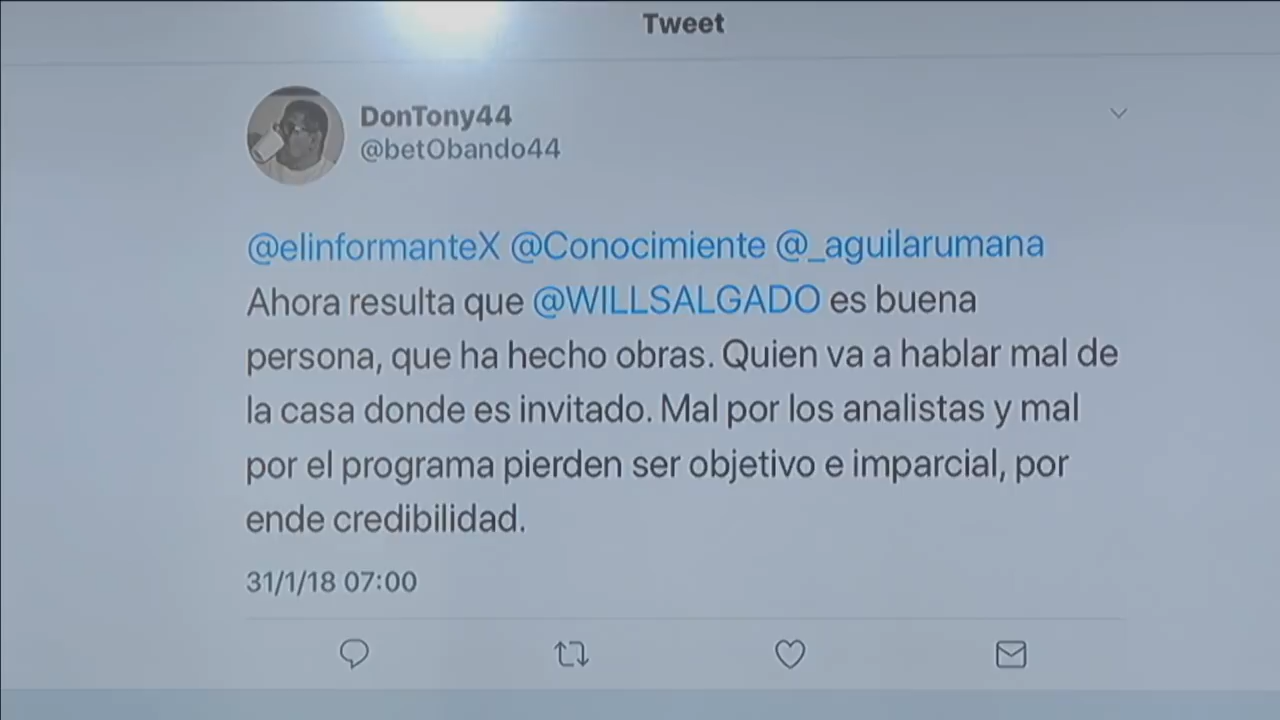 Tweet
DonTony44
@betObando44
@elinformanteX @Conocimiente @_aguilarumana
Ahora resulta que @WILLSALGADO es buena
persona, que ha hecho obras. Quien va a hablar mal de
la casa donde es invitado. Mal por los analistas y mal
por el programa pierden ser objetivo e imparcial, por
ende credibilidad.
31/1/18 07:00